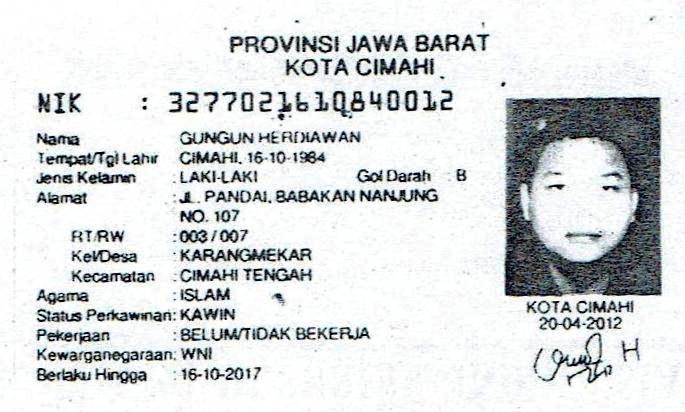 PROVINSI JAWA BARAT
KOTA CIMAHI
NIK : 3277021610840012
Nama GUNGUN HERDIAWAN
Tempat/Tgl Lahir CIMAHI, 16-10-1984
Jenis Kelamin : LAKI-LAKI Gol Darah B
Alamat : JL. PANDAI, BABAKAN NANJUNG
NO. 107
RT/RW : 003 / 007
Kel/Desa : KARANGMEKAR
Kecamatan : CIMAHI TENGAH
Agama : ISLAM
Status Perkawinan: KAWIN
Pekerjaan : BELUM/TIDAK BEKERJA
Kewarganegaraan: WNI
Berlaku Hingga : 16-10-2017
KOTA CIMAHI
20-04-2012